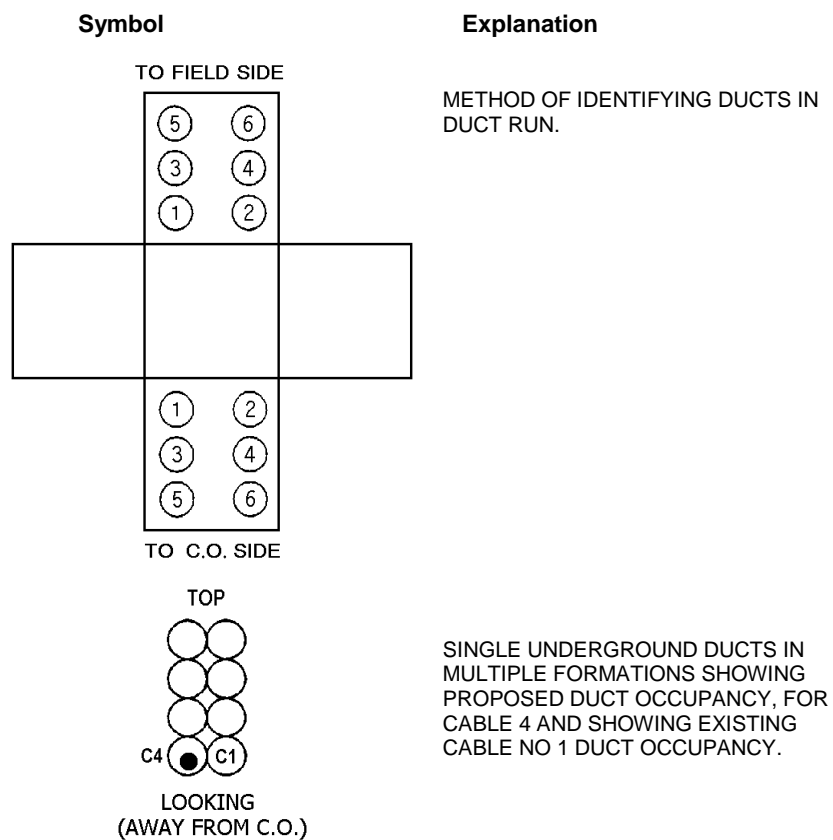 Symbol Explanation
TO FIELD SIDE
METHOD OF IDENTIFYING DUCTS IN
DUCT RUN.
5 6
3 4
1 2
1 2
3 4
5 6
TO C.O. SIDE
TOP
SINGLE UNDERGROUND DUCTS IN
MULTIPLE FORMATIONS SHOWING
PROPOSED DUCT OCCUPANCY, FOR
CABLE 4 AND SHOWING EXISTING
CABLE NO 1 DUCT OCCUPANCY.
C4 C1
LOOKING
(AWAY FROM C.O.)